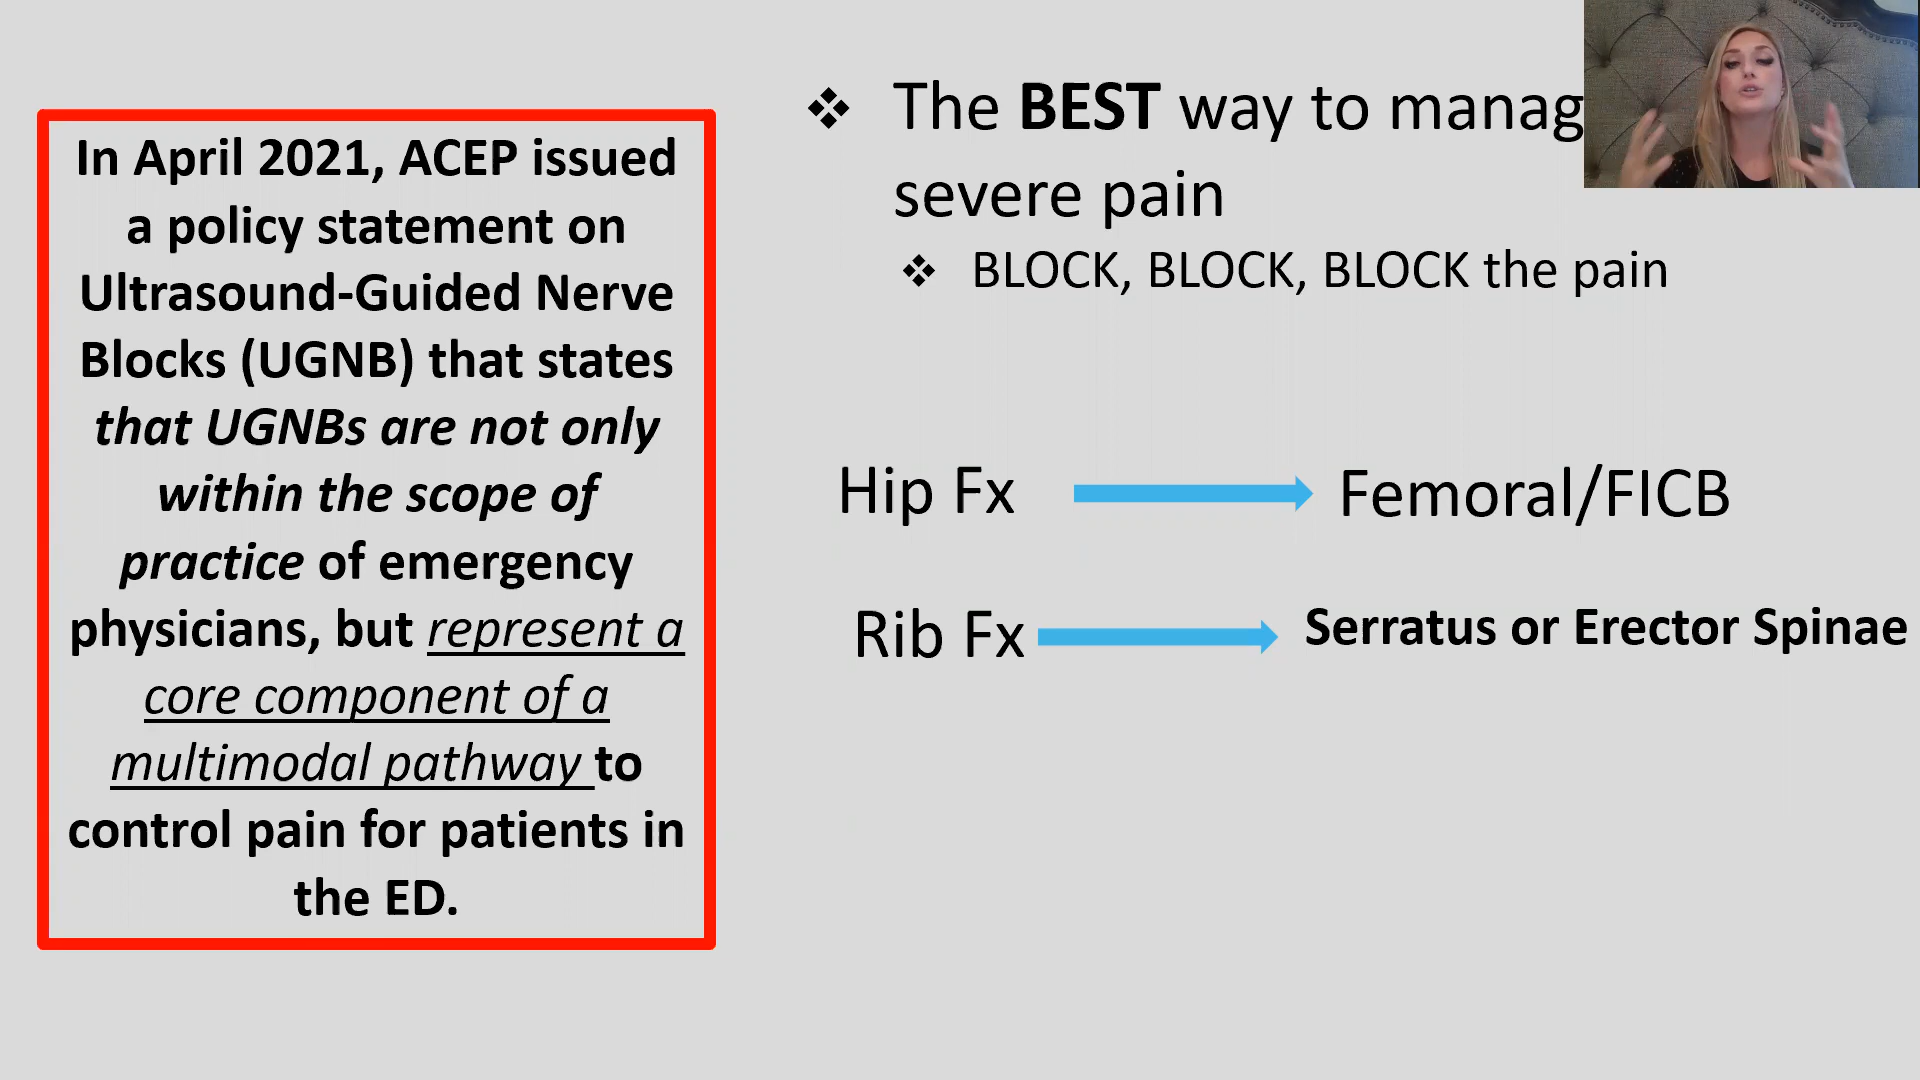 In April 2021, ACEP issued
a policy statement on
Ultrasound-Guided Nerve
Blocks (UGNB) that states
that UGNBs are not only
within the scope of
practice of emergency
physicians, but represent a
core component of a
multimodal pathway to
control pain for patients in
the ED.
The BEST way to manag
severe pain
BLOCK, BLOCK, BLOCK the pain
Hip Fx Femoral/FICB
Rib Fx Serratus or Erector Spinae